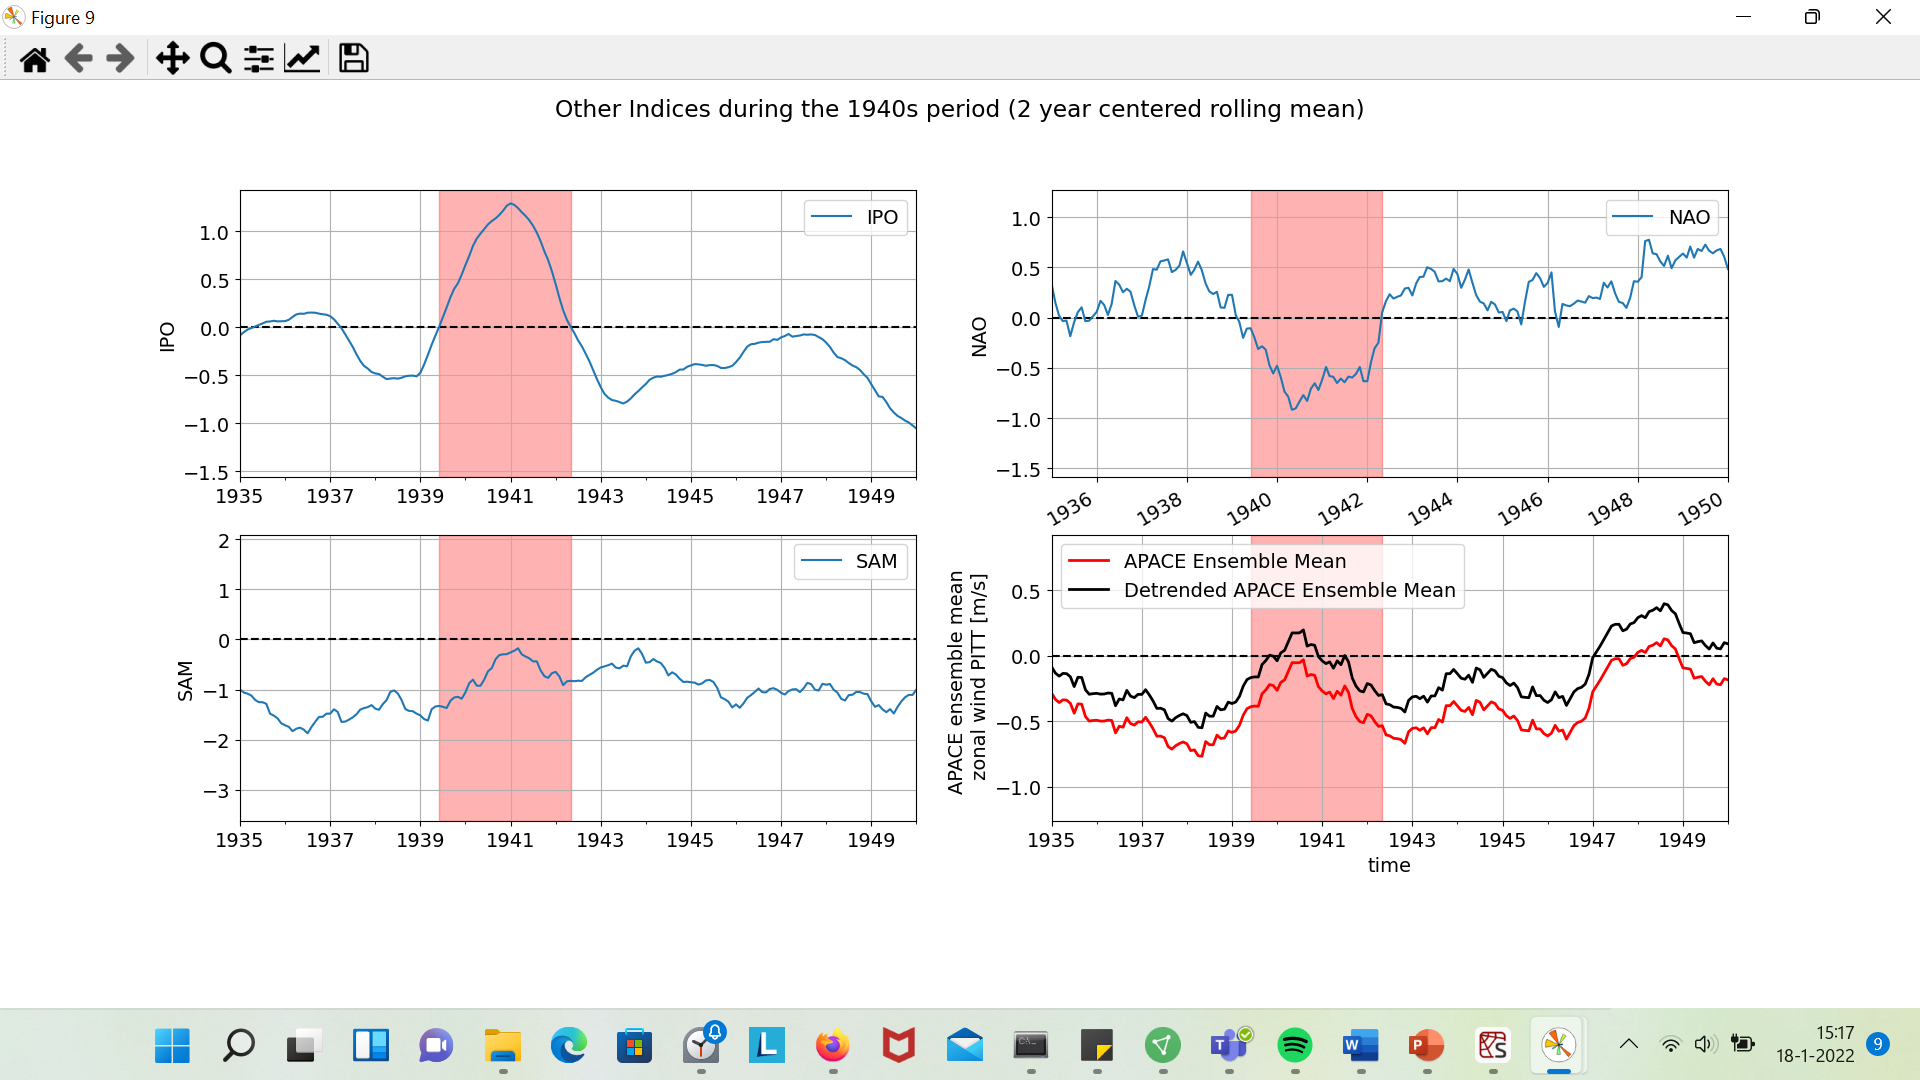 Figure 9
Other Indices during the 1940s period (2 year centered rolling mean)
IPO
1.0
0.5
0.0
−0.5
−1.0
−1.5
IPO
1935 1937 1939 1941 1943 1945 1947 1949
NAO
1.0
0.5
0.0
−0.5
−1.0
−1.5
NAO
1936 1938 1940 1942 1944 1946 1948 1950
SAM
2
1
0
−1
−2
−3
SAM
1935 1937 1939 1941 1943 1945 1947 1949
APACE ensemble mean
zonal wind PITT [m/s]
0.5
0.0
−0.5
−1.0
APACE Ensemble Mean
Detrended APACE Ensemble Mean
1935 1937 1939 1941 1943 1945 1947 1949
time
L
C:\_
T
W
P
S
15:17
18-1-2022
9